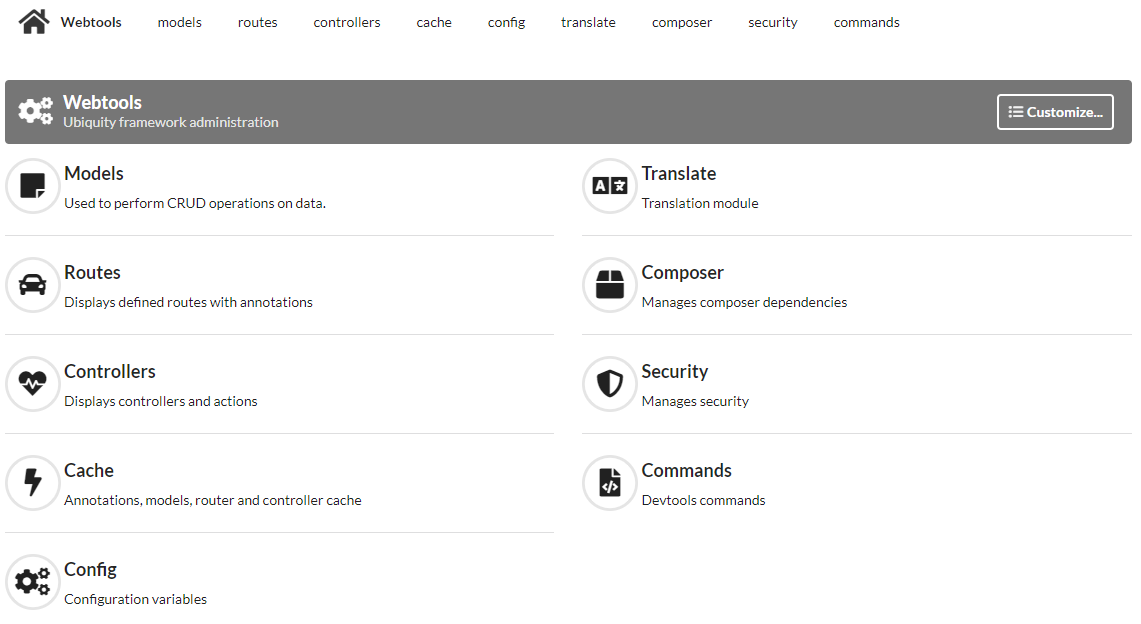 Webtools models routes controllers cache config translate composer security commands
Webtools
Ubiquity framework administration
Customize...
Models
Used to perform CRUD operations on data.
Routes
Displays defined routes with annotations
Controllers
Displays controllers and actions
Cache
Annotations, models, router and controller cache
Config
Configuration variables
Translate
Translation module
Composer
Manages composer dependencies
Security
Manages security
Commands
Devtools commands